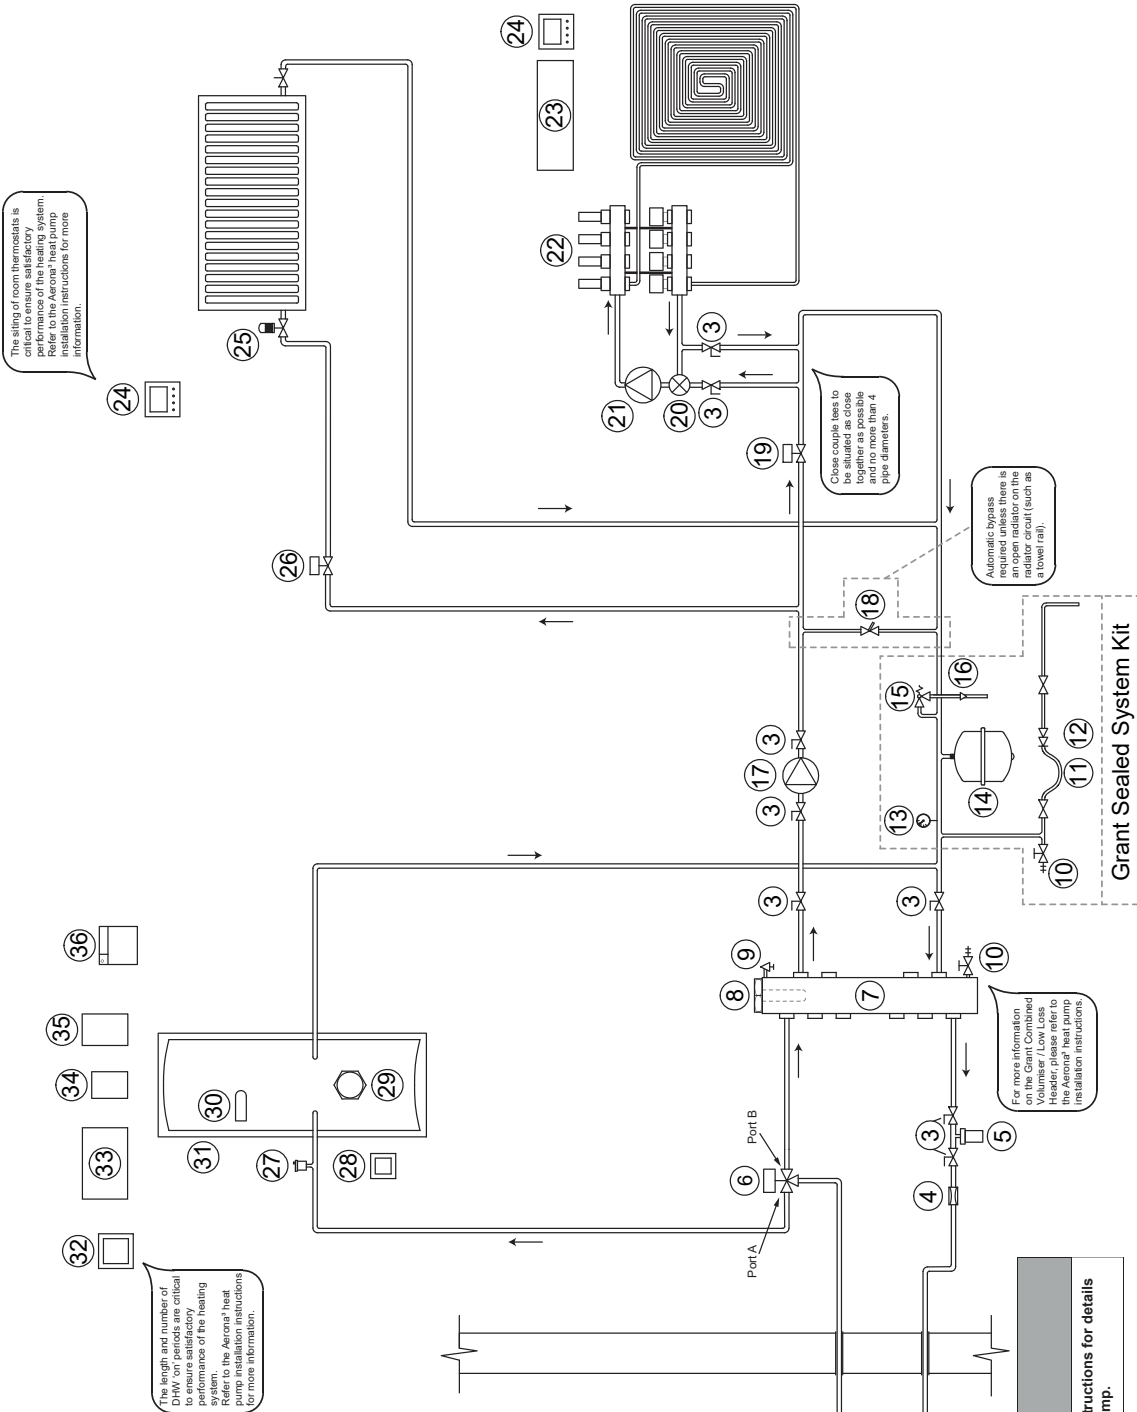 The siting of room thermostats is
critical to ensure satisfactory
performance of the heating system.
Refer to the Aerona³ heat pump
installation instructions for more
information.
24
24
23
25
22
26
21
20
3
3
19
Close couple tees to
be situated as close
together as possible
and no more than 4
pipe diameters.
Automatic bypass
required unless there is
an open radiator on the
radiator circuit (such as
a towel rail).
18
3
17
3
3
15
16
13
14
12
11
10
Grant Sealed System Kit
3
36
35
34
33
32
31
30
29
27
28
9
8
7
10
For more information
on the Grant Combined
Volumiser / Low Loss
Header, please refer to
the Aerona³ heat pump
installation instructions.
Port B
6
Port A
3
5
4
The length and number of
DHW 'on' periods are critical
to ensure satisfactory
performance of the heating
system.
Refer to the Aerona³ heat
pump installation instructions
for more information.
tructions for details
mp.